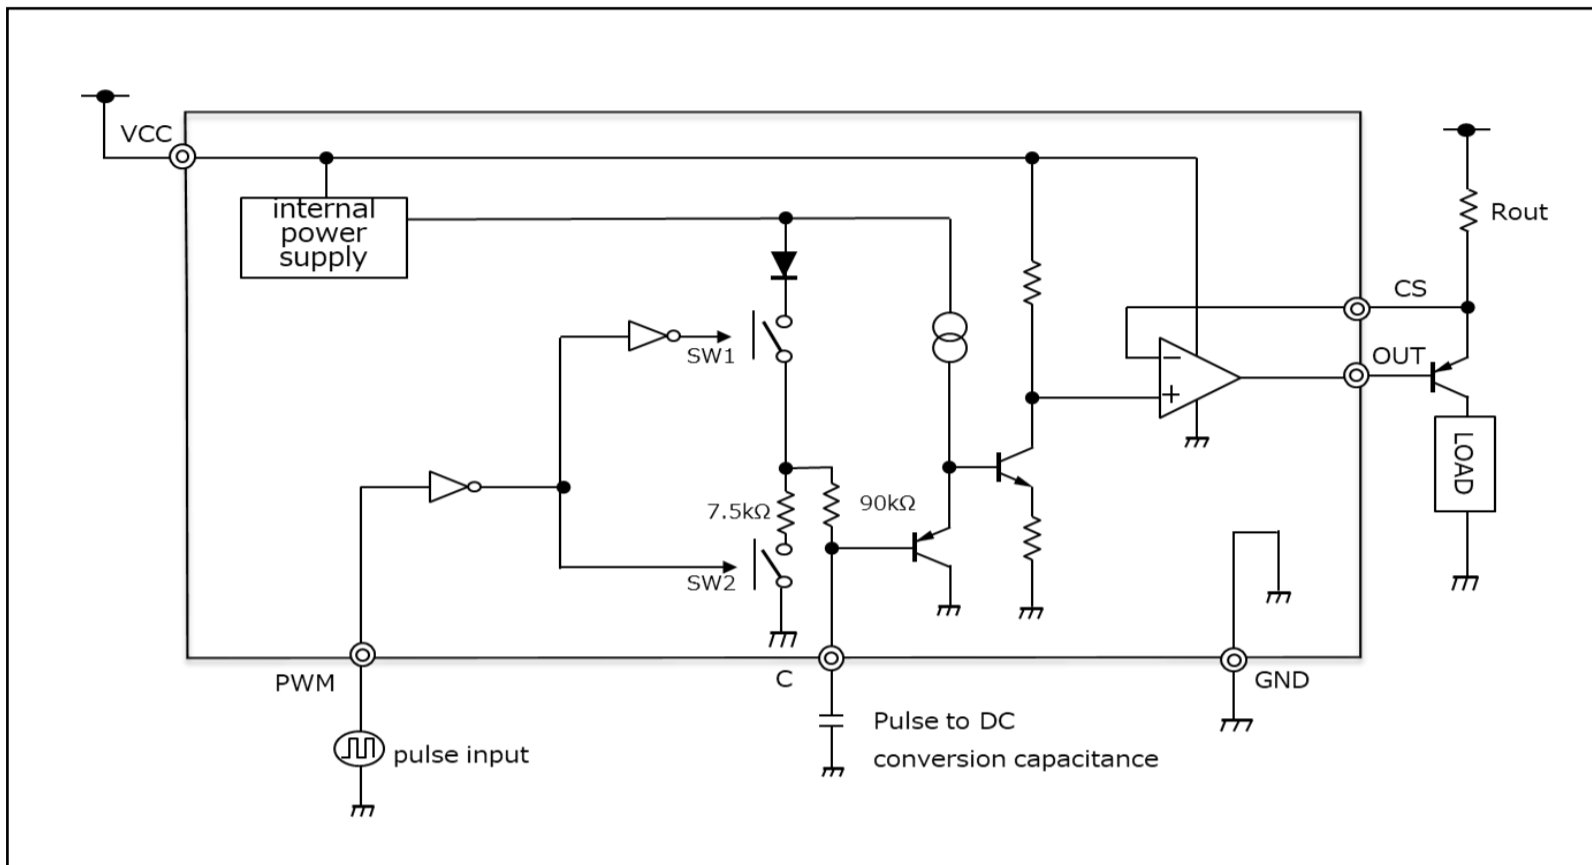 VCC
internal
power
supply
Rout
CS
SW1
OUT
LOAD
7.5kΩ
90kΩ
SW2
PWM
C
GND
Pulse to DC
conversion capacitance
pulse input